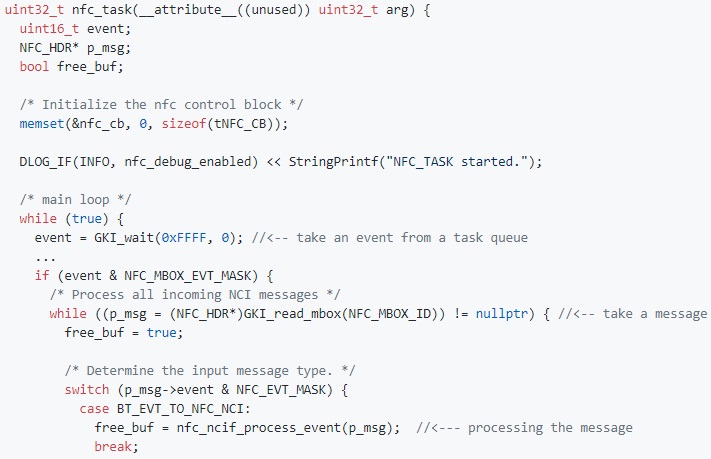 uint32_t nfc_task(__attribute__((unused)) uint32_t arg) {
uint16_t event;
NFC_HDR* p_msg;
bool free_buf;
/* Initialize the nfc control block */
memset(&nfc_cb, 0, sizeof(tNFC_CB));
DLOG_IF(INFO, nfc_debug_enabled) << StringPrintf("NFC_TASK started.");
/* main loop */
while (true) {
event = GKI_wait(0xFFFF, 0); //<-- take an event from a task queue
...
if (event & NFC_MBOX_EVT_MASK) {
/* Process all incoming NCI messages */
while ((p_msg = (NFC_HDR*)GKI_read_mbox(NFC_MBOX_ID)) != nullptr) { //<-- take a message
free_buf = true;
/* Determine the input message type. */
switch (p_msg->event & NFC_EVT_MASK) {
case BT_EVT_TO_NFC_NCI:
free_buf = nfc_ncif_process_event(p_msg); //<--- processing the message
break;